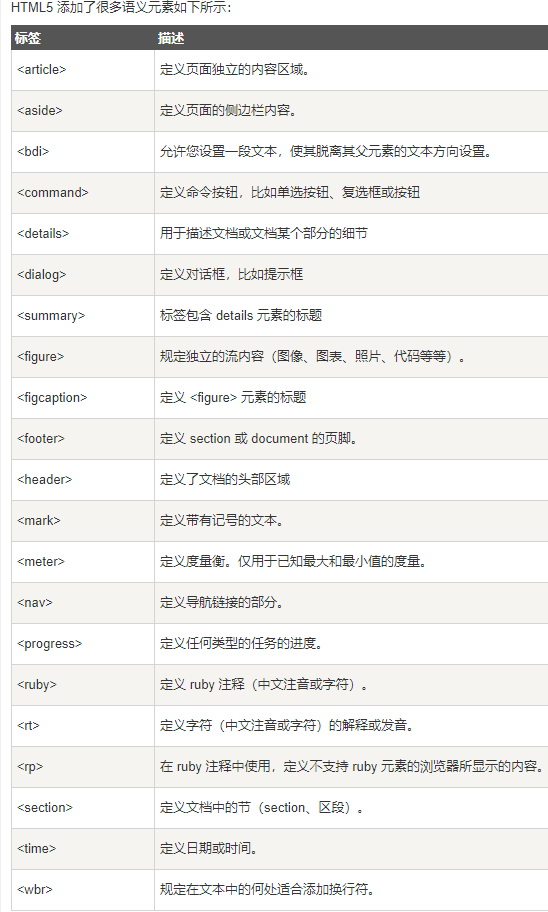 HTML5 添加了很多语义元素如下所示：
标签 描述
<article> 定义页面独立的内容区域。
<aside> 定义页面的侧边栏内容。
<bdi> 允许您设置一段文本，使其脱离其父元素的文本方向设置。
<command> 定义命令按钮，比如单选按钮、复选框或按钮
<details> 用于描述文档或文档某个部分的细节
<dialog> 定义对话框，比如提示框
<summary> 标签包含 details 元素的标题
<figure> 规定独立的流内容（图像、图表、照片、代码等等）。
<figcaption> 定义 <figure> 元素的标题
<footer> 定义 section 或 document 的页脚。
<header> 定义了文档的头部区域
<mark> 定义带有记号的文本。
<meter> 定义度量衡。仅用于已知最大和最小值的度量。
<nav> 定义导航链接的部分。
<progress> 定义任何类型的任务的进度。
<ruby> 定义 ruby 注释（中文注音或字符）。
<rt> 定义字符（中文注音或字符）的解释或发音。
<rp> 在 ruby 注释中使用，定义不支持 ruby 元素的浏览器所显示的内容。
<section> 定义文档中的节（section、区段）。
<time> 定义日期或时间。
<wbr> 规定在文本中的何处适合添加换行符。